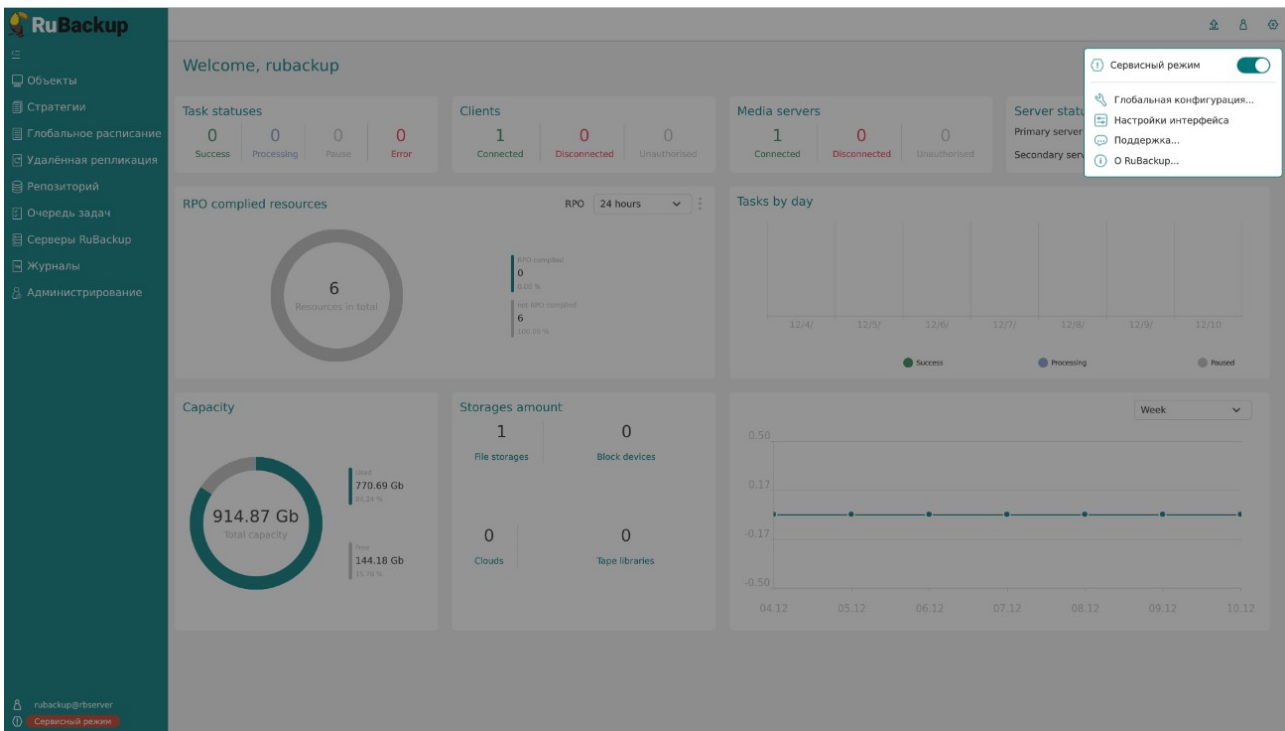 RuBackup
Объекты
Стратегии
Глобальное расписание
Удалённая репликация
Репозиторий
Очередь задач
Серверы RuBackup
Журналы
Администрирование
rubackup@rbserver
Сервисный режим
Welcome, rubackup
Сервисный режим
Глобальная конфигурация...
Настройки интерфейса
Поддержка...
О RuBackup...
Task statuses
0 0 0 0
Success Processing Pause Error
Clients
1 0 0
Connected Disconnected Unauthorised
Media servers
1 0 0
Connected Disconnected Unauthorised
Server statu
Primary server
Secondary serv
RPO complied resources
RPO 24 hours
6
Resources in total
RPO complied
0
0.00 %
not RPO complied
6
100.00 %
Tasks by day
12/4/ 12/5/ 12/6/ 12/7/ 12/8/ 12/9/ 12/10
Success Processing Paused
Capacity
914.87 Gb
Total capacity
Used
770.69 Gb
84.24 %
Free
144.18 Gb
15.76 %
Storages amount
1 0
File storages Block devices
0 0
Clouds Tape libraries
Week
0.50
0.17
-0.17
-0.50
04.12 05.12 06.12 07.12 08.12 09.12 10.12